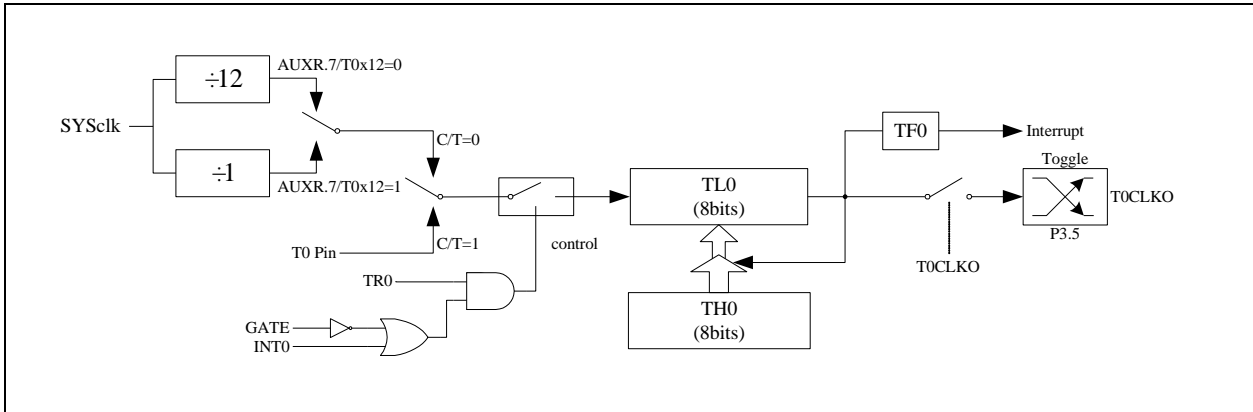 ÷12
AUXR.7/T0x12=0
SYSclk
÷1
AUXR.7/T0x12=1
C/T=0
T0 Pin
C/T=1
control
TR0
GATE
INT0
TL0
(8bits)
TH0
(8bits)
TF0
Interrupt
Toggle
T0CLKO
P3.5
T0CLKO